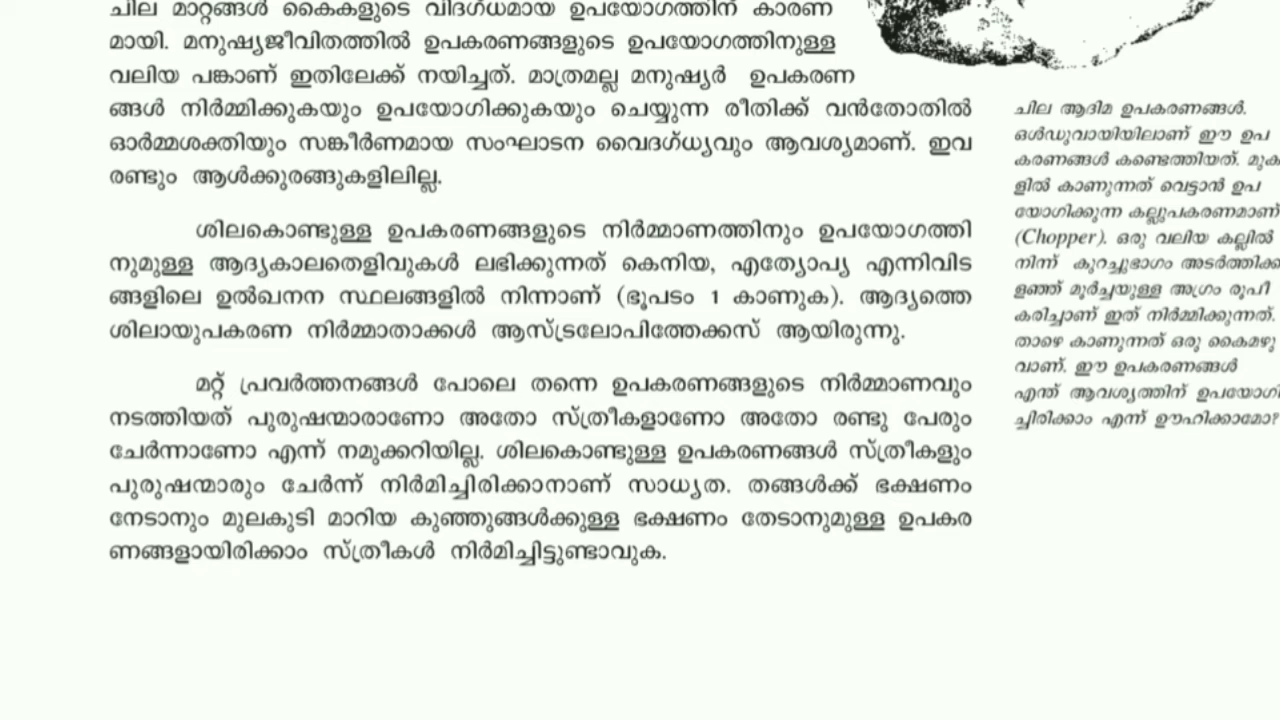 ചില മാറ്റങ്ങൾ കൈകളുടെ വിദഗ്ധമായ ഉപയോഗത്തിന് കാരണ
മായി. മനുഷ്യജീവിതത്തിൽ ഉപകരണങ്ങളുടെ ഉപയോഗത്തിനുള്ള
വലിയ പങ്കാണ് ഇതിലേക്ക് നയിച്ചത്. മാത്രമല്ല മനുഷ്യർ ഉപകരണ
ങ്ങൾ നിർമ്മിക്കുകയും ഉപയോഗിക്കുകയും ചെയ്യുന്ന രീതിക്ക് വൻതോതിൽ
ഓർമ്മശക്തിയും സങ്കീർണമായ സംഘാടന വൈദഗ്ധ്യവും ആവശ്യമാണ്. ഇവ
രണ്ടും ആൾക്കുരങ്ങുകളിലില്ല.
ശിലകൊണ്ടുള്ള ഉപകരണങ്ങളുടെ നിർമ്മാണത്തിനും ഉപയോഗത്തി
നുമുള്ള ആദ്യകാലതെളിവുകൾ ലഭിക്കുന്നത് കെനിയ, എത്യോപ്യ എന്നിവിട
ങ്ങളിലെ ഉൽഖനന സ്ഥലങ്ങളിൽ നിന്നാണ് (ഭൂപടം 1 കാണുക). ആദ്യത്തെ
ശിലായുപകരണ നിർമ്മാതാക്കൾ ആസ്ട്രലോപിത്തേക്കസ് ആയിരുന്നു.
മറ്റ് പ്രവർത്തനങ്ങൾ പോലെ തന്നെ ഉപകരണങ്ങളുടെ നിർമ്മാണവും
നടത്തിയത് പുരുഷന്മാരാണോ അതോ സ്ത്രീകളാണോ അതോ രണ്ടു പേരും
ചേർന്നാണോ എന്ന് നമുക്കറിയില്ല. ശിലകൊണ്ടുള്ള ഉപകരണങ്ങൾ സ്ത്രീകളും
പുരുഷന്മാരും ചേർന്ന് നിർമിച്ചിരിക്കാനാണ് സാധ്യത. തങ്ങൾക്ക് ഭക്ഷണം
നേടാനും മുലകുടി മാറിയ കുഞ്ഞുങ്ങൾക്കുള്ള ഭക്ഷണം തേടാനുമുള്ള ഉപകര
ണങ്ങളായിരിക്കാം സ്ത്രീകൾ നിർമിച്ചിട്ടുണ്ടാവുക.
ചില ആദിമ ഉപകരണങ്ങൾ.
ഒൾഡുവായിയിലാണ് ഈ ഉപ
കരണങ്ങൾ കണ്ടെത്തിയത്. മുക
ളിൽ കാണുന്നത് വെട്ടാൻ ഉപ
യോഗിക്കുന്ന കല്ലുപകരണമാണ്
(Chopper). ഒരു വലിയ കല്ലിൽ
നിന്ന് കുറച്ചുഭാഗം അടർത്തിക്ക
ളഞ്ഞ് മൂർച്ചയുള്ള അഗ്രം രൂപീ
കരിച്ചാണ് ഇത് നിർമ്മിക്കുന്നത്.
താഴെ കാണുന്നത് ഒരു കൈമഴു
വാണ്. ഈ ഉപകരണങ്ങൾ
എന്ത് ആവശ്യത്തിന് ഉപയോഗി
ച്ചിരിക്കാം എന്ന് ഊഹിക്കാമോ?